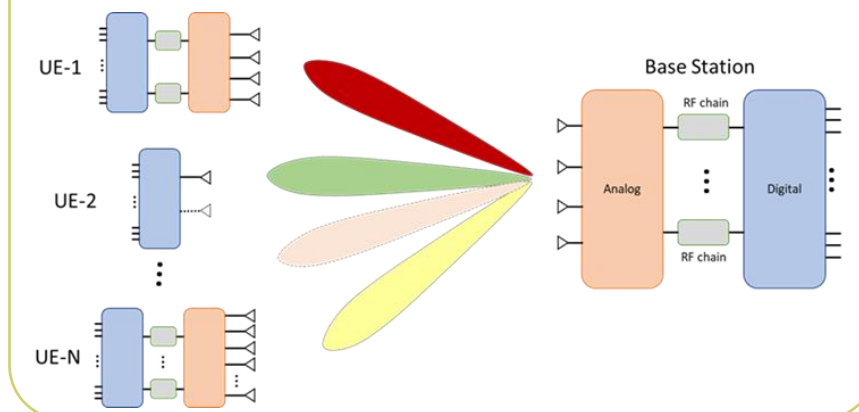 UE-1
UE-2
UE-N
Base Station
RF chain
Analog
Digital
RF chain